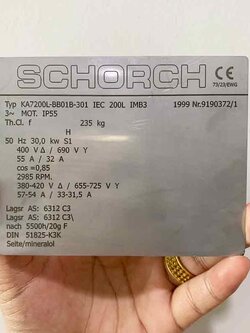 SCHORCH CE
73/23/EWG
Typ KA7200L-BB01B-301 IEC 200L IMB3
3~ MOT. IP55 1999 Nr.9190372/1
Th.Cl. f 235 kg
H
50 Hz 30,0 kw S1
400 V Δ / 690 V Y
55 A / 32 A
cos =0,85
2985 RPM.
380-420 V Δ / 655-725 V Y
57-54 A / 33-31,5 A
Lagsr AS: 6312 C3
Lagsr AS: 6312 C3\
nach 5500h/20g F
DIN 51825-K3K
Seite/mineralol